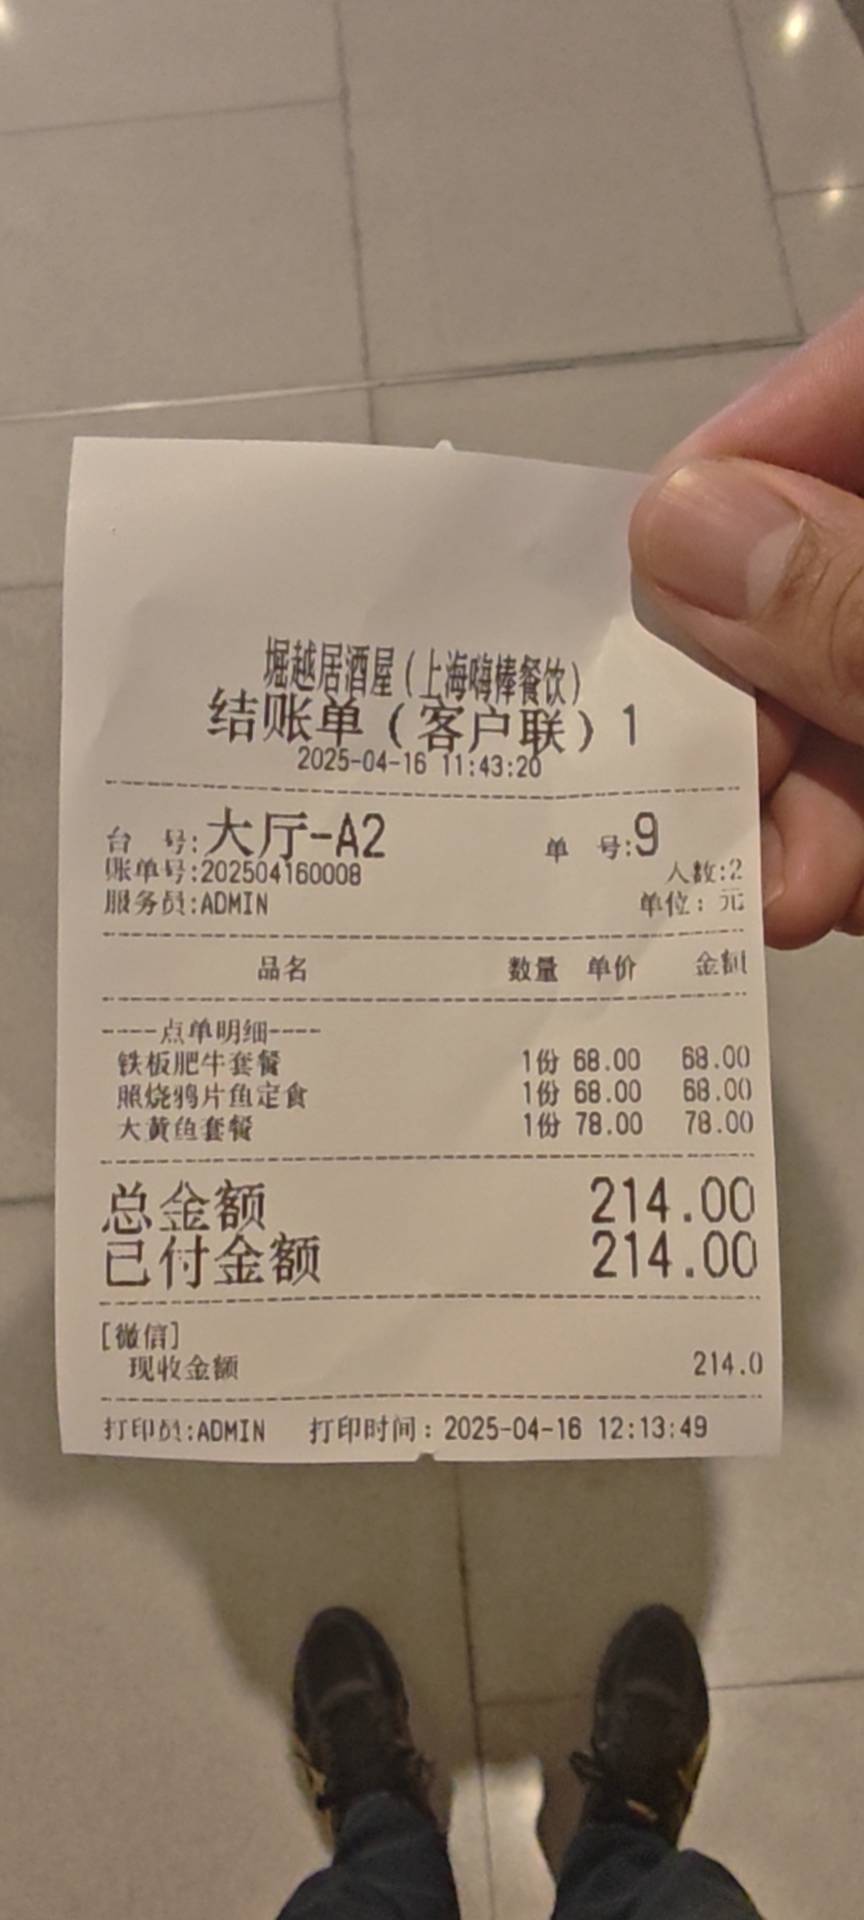 堀越居酒屋(上海嗨棒餐饮)
结账单(客户联)1
2025-04-16 11:43:20
台 号:大厅-A2 单 号:9
账单号:202504160008 人数:2
服务员:ADMIN 单位: 元
品名 数量 单价 金额
----点单明细----
铁板肥牛套餐 1份 68.00 68.00
照烧鸦片鱼定食 1份 68.00 68.00
大黄鱼套餐 1份 78.00 78.00
总金额 214.00
已付金额 214.00
[微信]
现收金额 214.0
打印员:ADMIN 打印时间:2025-04-16 12:13:49